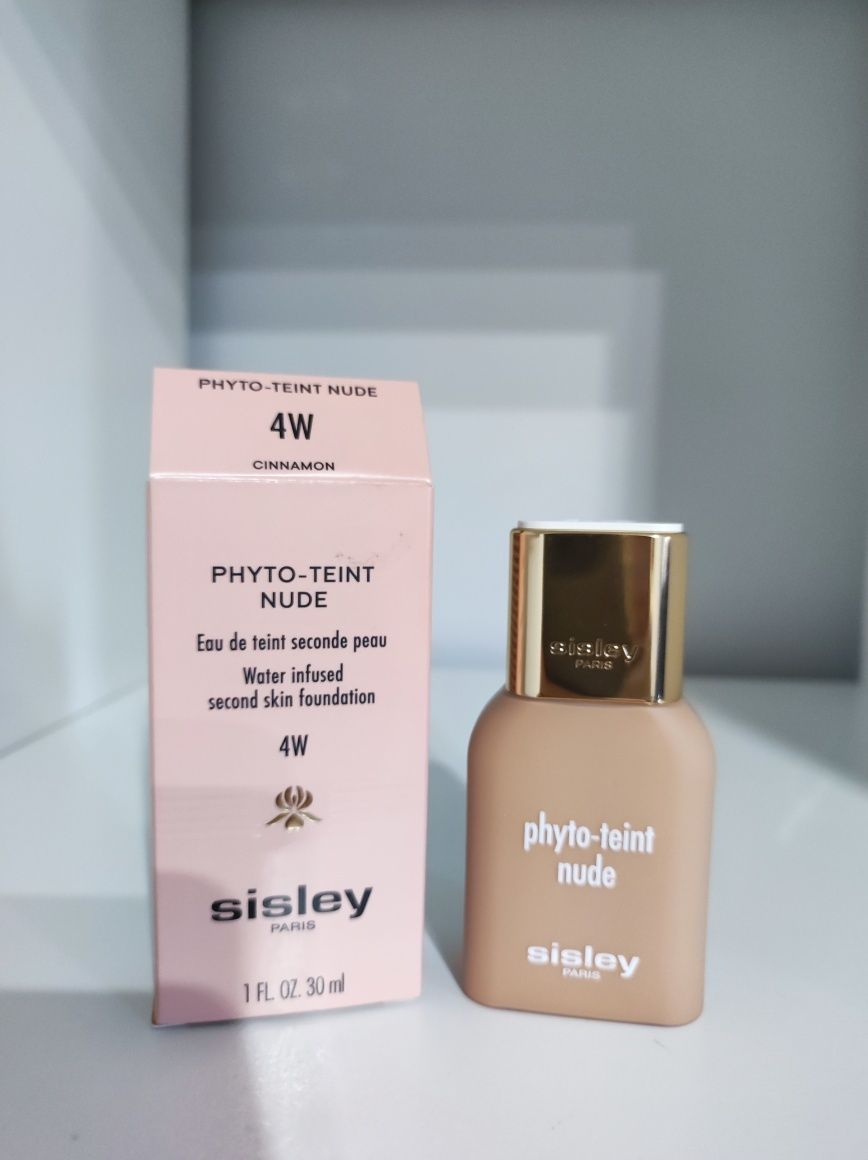 PHYTO-TEINT NUDE
4W
CINNAMON
PHYTO-TEINT
NUDE
Eau de teint seconde peau
Water infused
second skin foundation
4W
sisley
PARIS
1 FL. OZ. 30 ml
sisley
PARIS
phyto-teint
nude
sisley
PARIS